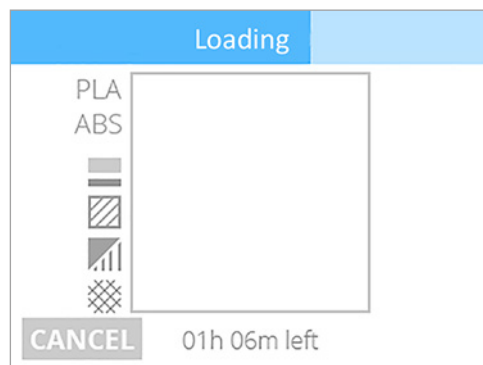 Loading
PLA
ABS
CANCEL
01h 06m left